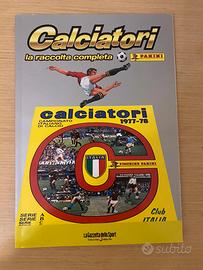 Calciatori
la raccolta completa PANINI
calciatori
CAMPIONATO
ITALIANO
DI CALCIO
1977-78
FIGURINE PANINI
ITALIA
SERIE A
SERIE B
SERIE C
Club
ITALIA
La Gazzetta dello Sport
subito